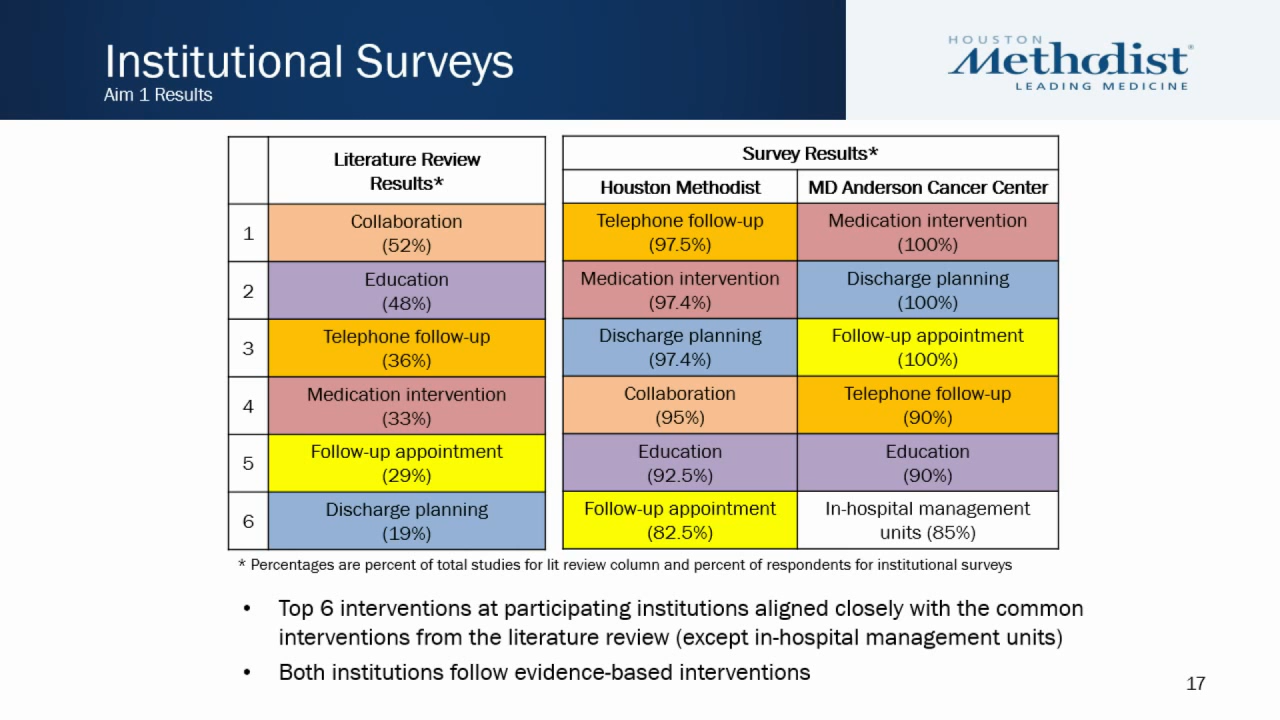 Institutional Surveys
Aim 1 Results
HOUSTON
Methodist®
LEADING MEDICINE
Literature Review
Results*
1
Collaboration
(52%)
2
Education
(48%)
3
Telephone follow-up
(36%)
4
Medication intervention
(33%)
5
Follow-up appointment
(29%)
6
Discharge planning
(19%)
Survey Results*
Houston Methodist
MD Anderson Cancer Center
Telephone follow-up
(97.5%)
Medication intervention
(100%)
Medication intervention
(97.4%)
Discharge planning
(100%)
Discharge planning
(97.4%)
Follow-up appointment
(100%)
Collaboration
(95%)
Telephone follow-up
(90%)
Education
(92.5%)
Education
(90%)
Follow-up appointment
(82.5%)
In-hospital management
units (85%)
* Percentages are percent of total studies for lit review column and percent of respondents for institutional surveys
• Top 6 interventions at participating institutions aligned closely with the common
interventions from the literature review (except in-hospital management units)
• Both institutions follow evidence-based interventions
17